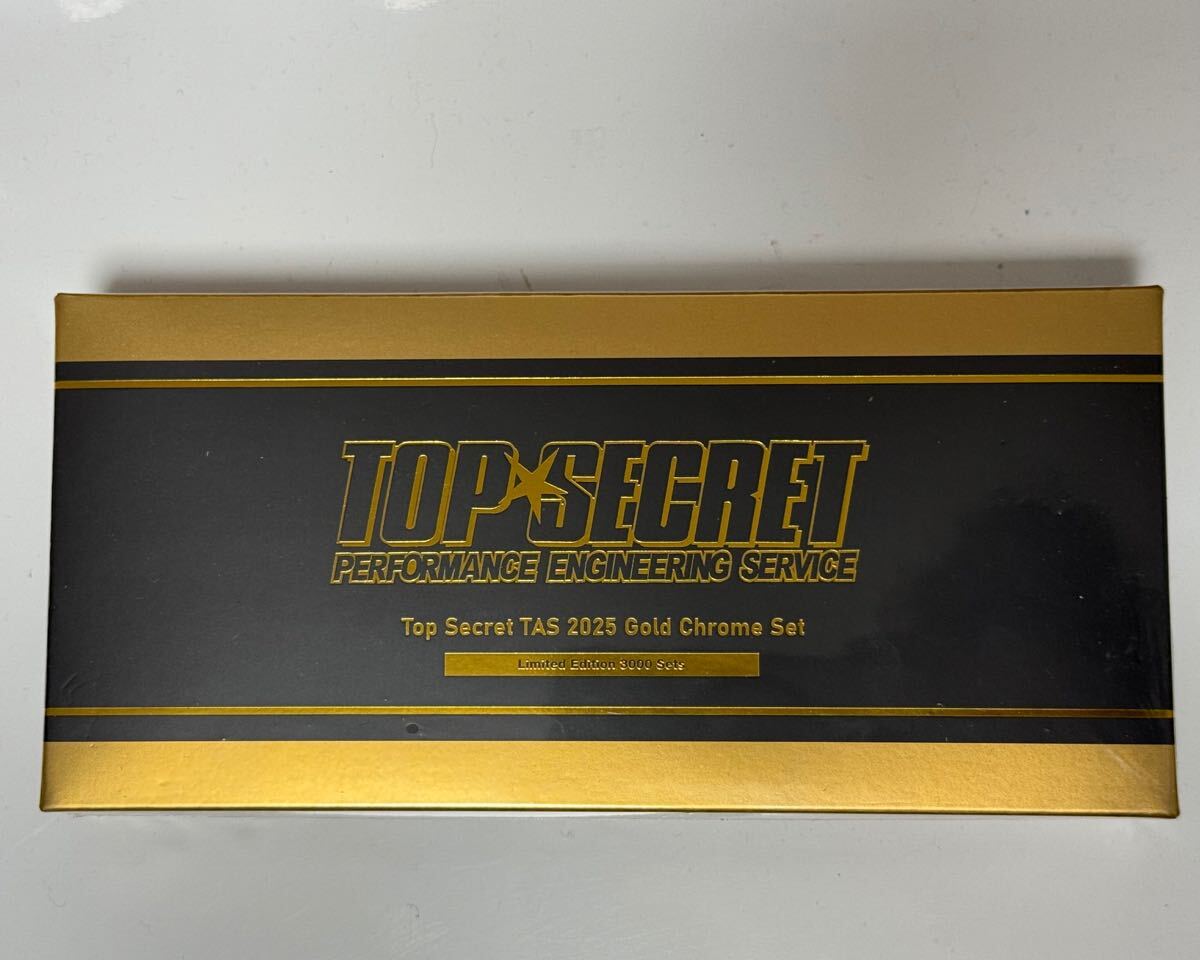 TOP SECRET
PERFORMANCE ENGINEERING SERVICE
Top Secret TAS 2025 Gold Chrome Set
Limited Edition 3000 Sets